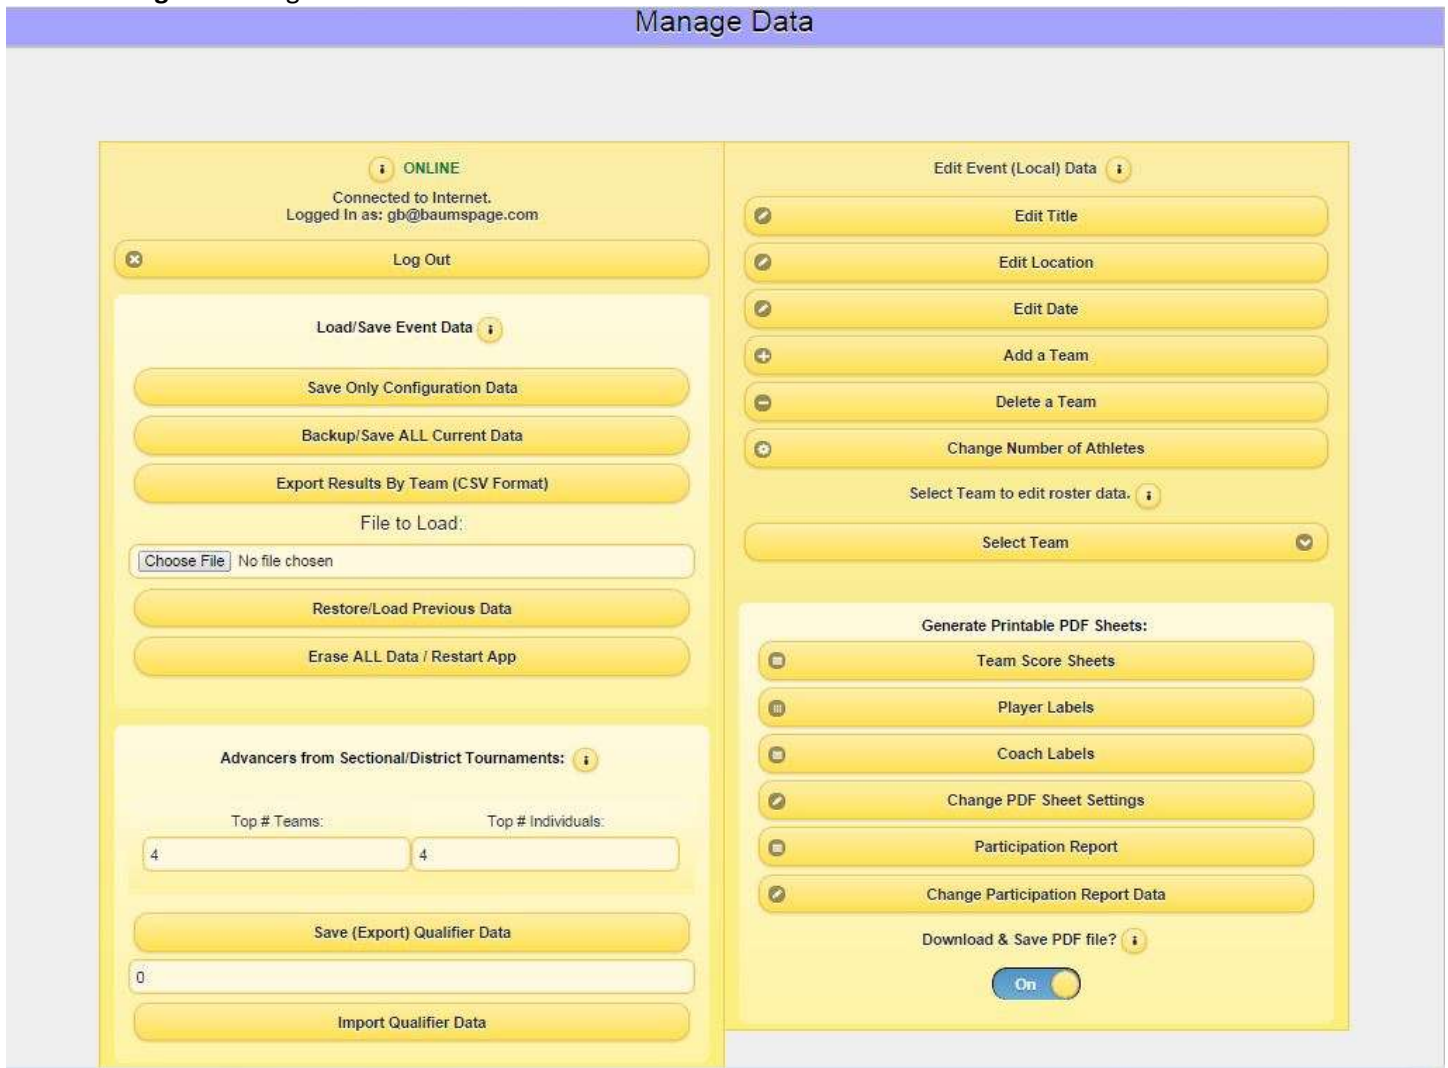 Manage Data
ONLINE
Connected to Internet.
Logged In as: gb@baumspage.com
Log Out
Load/Save Event Data
Save Only Configuration Data
Backup/Save ALL Current Data
Export Results By Team (CSV Format)
File to Load:
Choose File No file chosen
Restore/Load Previous Data
Erase ALL Data / Restart App
Advancers from Sectional/District Tournaments:
Top # Teams: Top # Individuals:
4 4
Save (Export) Qualifier Data
0
Import Qualifier Data
Edit Event (Local) Data
Edit Title
Edit Location
Edit Date
Add a Team
Delete a Team
Change Number of Athletes
Select Team to edit roster data.
Select Team
Generate Printable PDF Sheets:
Team Score Sheets
Player Labels
Coach Labels
Change PDF Sheet Settings
Participation Report
Change Participation Report Data
Download & Save PDF file?
On